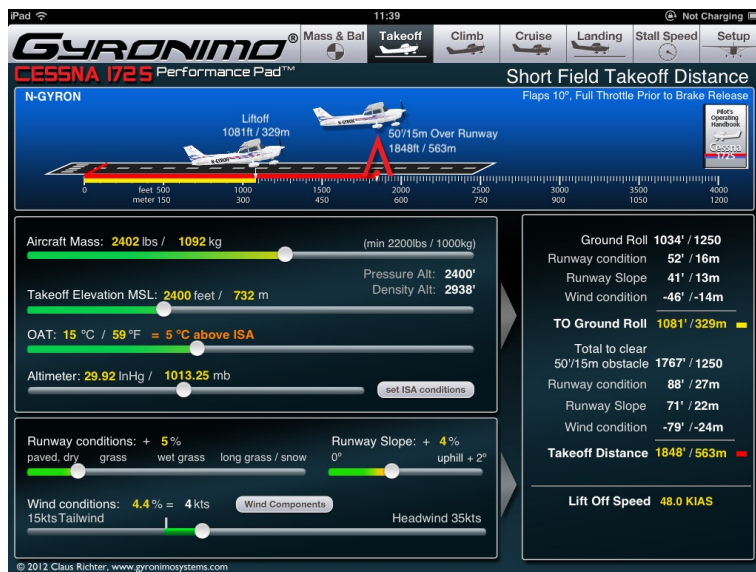 iPad
11:39
Not Charging
GYRONIMO®
Mass & Bal
Takeoff
Climb
Cruise
Landing
Stall Speed
Setup
CESSNA 172S Performance Pad™
Short Field Takeoff Distance
N-GYRON
Flaps 10º, Full Throttle Prior to Brake Release
Liftoff
1081ft / 329m
50'/15m Over Runway
1848ft / 563m
N-GYRON
N-GYRON
Pilot's
Operating
Handbook
Cessna
172S
0 feet 500 1000 1500 2000 2500 3000 3500 4000
meter 150 300 450 600 750 900 1050 1200
Aircraft Mass: 2402 lbs / 1092 kg (min 2200lbs / 1000kg)
Pressure Alt: 2400'
Density Alt: 2938'
Takeoff Elevation MSL: 2400 feet / 732 m
OAT: 15 ºC / 59 ºF = 5 ºC above ISA
Altimeter: 29.92 InHg / 1013.25 mb
set ISA conditions
Runway conditions: + 5 %
paved, dry grass wet grass long grass / snow
Runway Slope: + 4 %
0º uphill + 2º
Wind conditions: 4.4 % = 4 kts
Wind Components
15kts Tailwind Headwind 35kts
Ground Roll 1034' / 1250
Runway condition 52' / 16m
Runway Slope 41' / 13m
Wind condition -46' /-14m
TO Ground Roll 1081' /329m
Total to clear
50'/15m obstacle 1767' / 1250
Runway condition 88' / 27m
Runway Slope 71' / 22m
Wind condition -79' /-24m
Takeoff Distance 1848' /563m
Lift Off Speed 48.0 KIAS
© 2012 Claus Richter, www.gyronimosystems.com